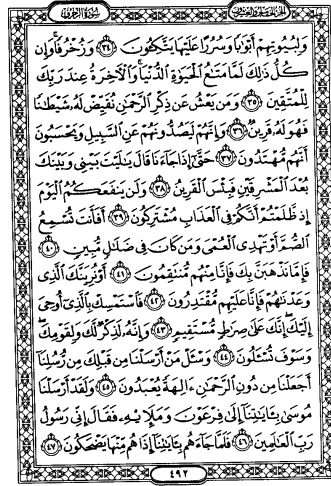 الجزء الخامس والعشرون سورة الزخرف
وَلِبُيُوتِهِمْ أَبْوَٰبًا وَسُرُرًا عَلَيْهَا يَتَّكِـُٔونَ ۝٣٤ وَزُخْرُفًا ۚ وَإِن
كُلُّ ذَٰلِكَ لَمَّا مَتَـٰعُ ٱلْحَيَوٰةِ ٱلدُّنْيَا ۚ وَٱلْـَٔاخِرَةُ عِندَ رَبِّكَ
لِلْمُتَّقِينَ ۝٣٥ وَمَن يَعْشُ عَن ذِكْرِ ٱلرَّحْمَـٰنِ نُقَيِّضْ لَهُۥ شَيْطَـٰنًا
فَهُوَ لَهُۥ قَرِينٌ ۝٣٦ وَإِنَّهُمْ لَيَصُدُّونَهُمْ عَنِ ٱلسَّبِيلِ وَيَحْسَبُونَ
أَنَّهُم مُّهْتَدُونَ ۝٣٧ حَتَّىٰٓ إِذَا جَآءَنَا قَالَ يَـٰلَيْتَ بَيْنِى وَبَيْنَكَ
بُعْدَ ٱلْمَشْرِقَيْنِ فَبِئْسَ ٱلْقَرِينُ ۝٣٨ وَلَن يَنفَعَكُمُ ٱلْيَوْمَ
إِذ ظَّلَمْتُمْ أَنَّكُمْ فِى ٱلْعَذَابِ مُشْتَرِكُونَ ۝٣٩ أَفَأَنتَ تُسْمِعُ
ٱلصُّمَّ أَوْ تَهْدِى ٱلْعُمْىَ وَمَن كَانَ فِى ضَلَـٰلٍ مُّبِينٍ ۝٤٠
فَإِمَّا نَذْهَبَنَّ بِكَ فَإِنَّا مِنْهُم مُّنتَقِمُونَ ۝٤١ أَوْ نُرِيَنَّكَ ٱلَّذِى
وَعَدْنَـٰهُمْ فَإِنَّا عَلَيْهِم مُّقْتَدِرُونَ ۝٤٢ فَٱسْتَمْسِكْ بِٱلَّذِىٓ أُوحِىَ
إِلَيْكَ ۖ إِنَّكَ عَلَىٰ صِرَٰطٍ مُّسْتَقِيمٍ ۝٤٣ وَإِنَّهُۥ لَذِكْرٌ لَّكَ وَلِقَوْمِكَ ۖ
وَسَوْفَ تُسْـَٔلُونَ ۝٤٤ وَسْـَٔلْ مَنْ أَرْسَلْنَا مِن قَبْلِكَ مِن رُّسُلِنَآ
أَجَعَلْنَا مِن دُونِ ٱلرَّحْمَـٰنِ ءَالِهَةً يُعْبَدُونَ ۝٤٥ وَلَقَدْ أَرْسَلْنَا
مُوسَىٰ بِـَٔايَـٰتِنَآ إِلَىٰ فِرْعَوْنَ وَمَلَإِي۟هِۦ فَقَالَ إِنِّى رَسُولُ
رَبِّ ٱلْعَـٰلَمِينَ ۝٤٦ فَلَمَّا جَآءَهُم بِـَٔايَـٰتِنَآ إِذَا هُم مِّنْهَا يَضْحَكُونَ ۝٤٧
٤٩٢